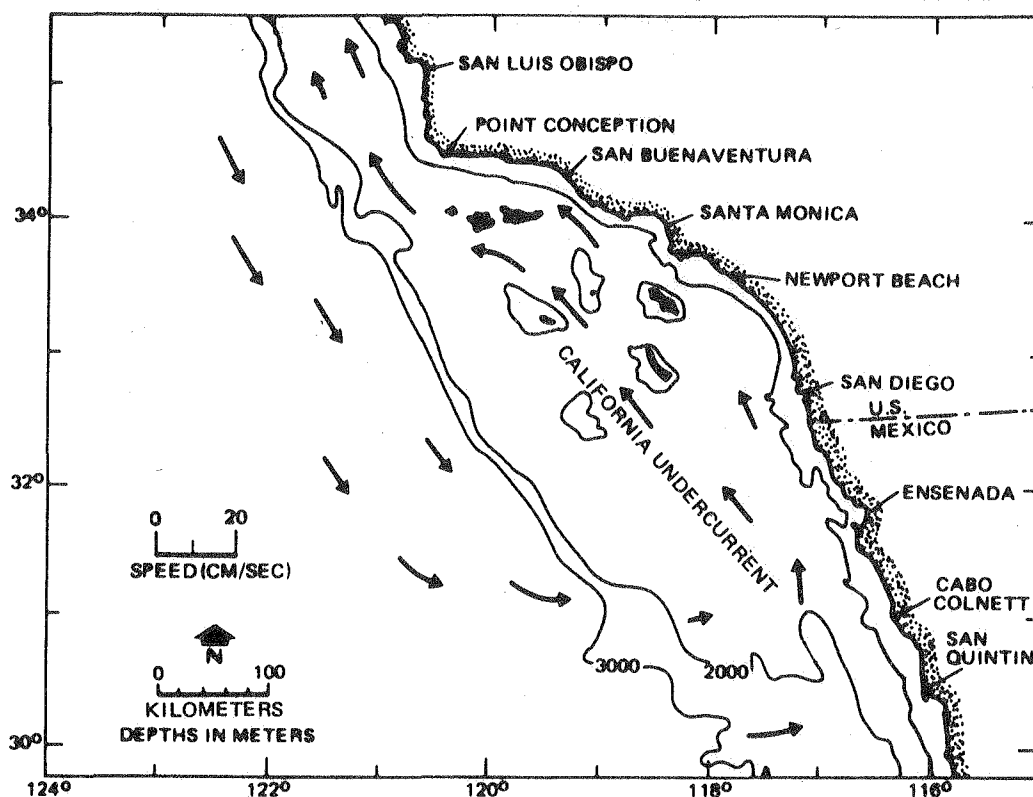 SAN LUIS OBISPO
POINT CONCEPTION
SAN BUENAVENTURA
34°
SANTA MONICA
NEWPORT BEACH
CALIFORNIA UNDERCURRENT
SAN DIEGO
U.S.
MEXICO
32°
ENSENADA
0 20
SPEED (CM/SEC)
CABO
COLNETT
N
SAN
QUINTIN
3000
2000
0 100
KILOMETERS
DEPTHS IN METERS
30°
124° 122° 120° 118° 116°